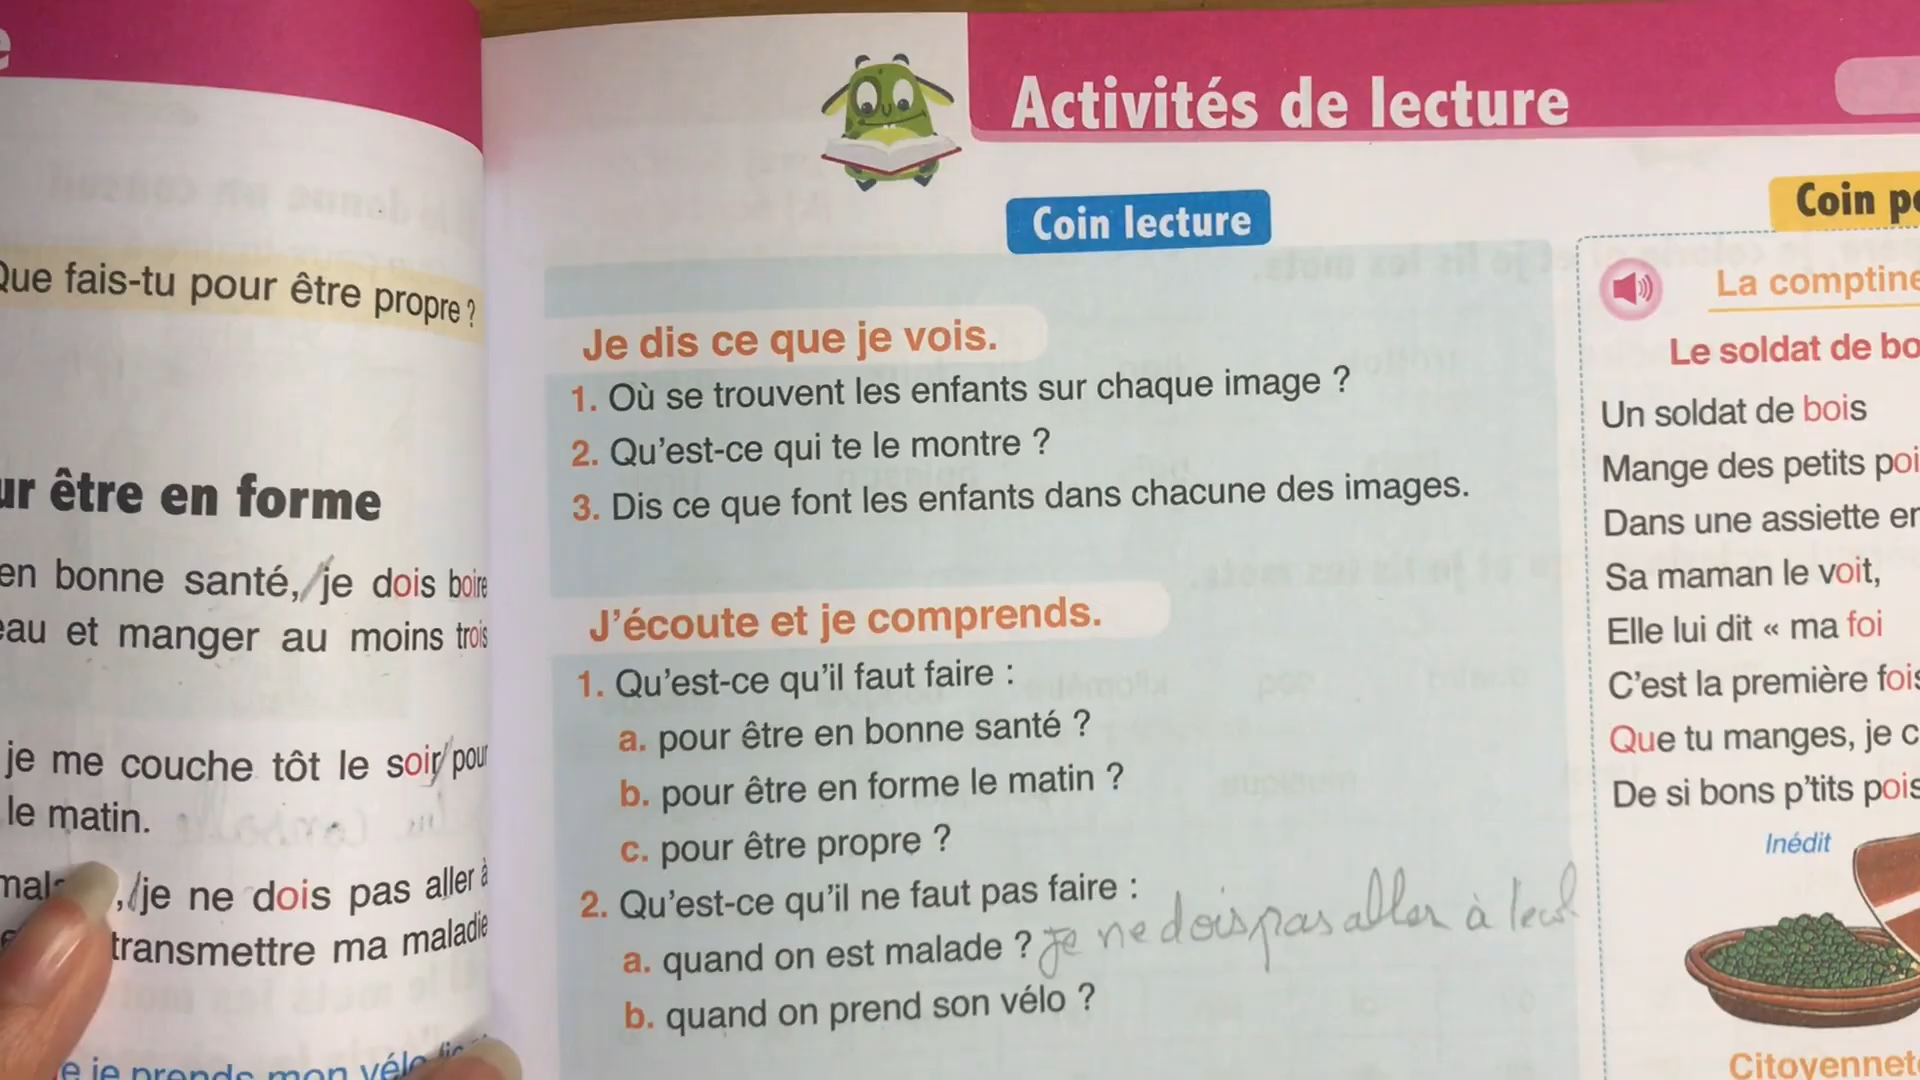 Que fais-tu pour être propre ?
être en forme
en bonne santé, je dois boire
et manger au moins trois
je me couche tôt le soir pour
le matin.
je ne dois pas aller à
transmettre ma maladie
je prends mon vélo
Activités de lecture
Coin lecture
Je dis ce que je vois.
1. Où se trouvent les enfants sur chaque image ?
2. Qu'est-ce qui te le montre ?
3. Dis ce que font les enfants dans chacune des images.
J'écoute et je comprends.
1. Qu'est-ce qu'il faut faire :
a. pour être en bonne santé ?
b. pour être en forme le matin ?
c. pour être propre ?
2. Qu'est-ce qu'il ne faut pas faire :
a. quand on est malade ? je ne dois pas aller à
b. quand on prend son vélo ?
Coin
La comptine
Le soldat de
Un soldat de bois
Mange des petits
Dans une assiette
Sa maman le voit,
Elle lui dit « ma foi
C'est la première fois
Que tu manges, je
De si bons p'tits pois
Inédit